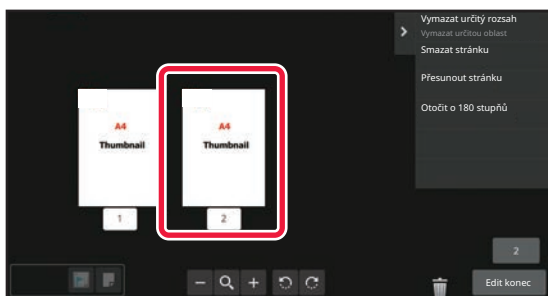 Vymazat určitý rozsah
Vymazat určitou oblast
Smazat stránku
Přesunout stránku
Otočit o 180 stupňů
A4
Thumbnail
A4
Thumbnail
1
2
2
Edit konec